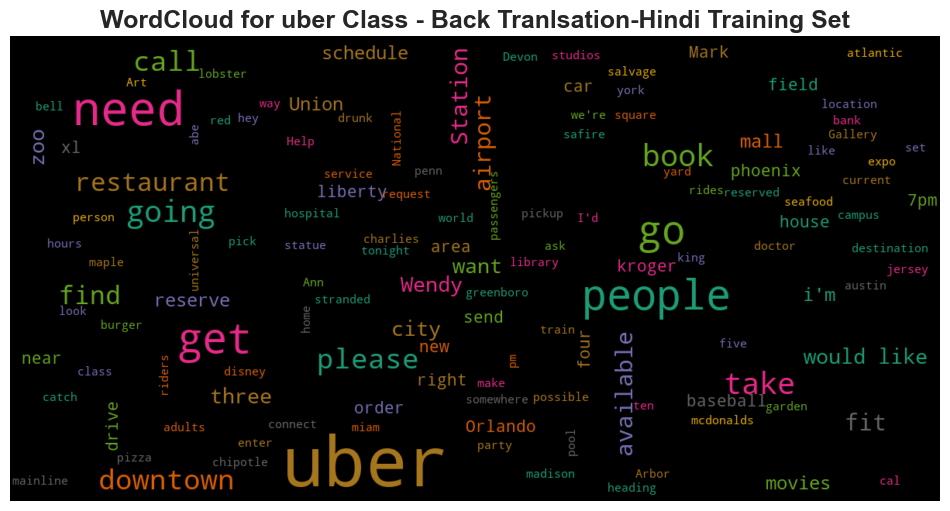 WordCloud for uber Class - Back Tranlsation-Hindi Training Set
call
schedule
Station
Devon
studios
Mark
atlantic
lobster
Art
salvage
car
york
field
need
way
Union
airport
location
bell
red
hey
drunk
National
we're
square
bank
abe
safire
Gallery
zoo
xl
Help
mall
like
set
book
expo
restaurant
service
penn
yard
phoenix
current
liberty
request
passengers
rides
reserved
seafood
7pm
person
going
hospital
world
pickup
I'd
go
house
campus
hours
universal
pick
statue
charlies
tonight
area
ask
library
king
doctor
destination
maple
want
kroger
jersey
find
reserve
Ann
stranded
Wendy
greenboro
people
i'm
austin
look
burger
home
send
get
city
train
new
four
five
near
please
pm
available
would like
class
riders
disney
right
make
take
catch
three
somewhere
possible
baseball
garden
drive
order
ten
mcdonalds
fit
adults
connect
miam
Orlando
enter
party
pool
pizza
chipotle
uber
mainline
downtown
madison
Arbor
heading
movies
cal